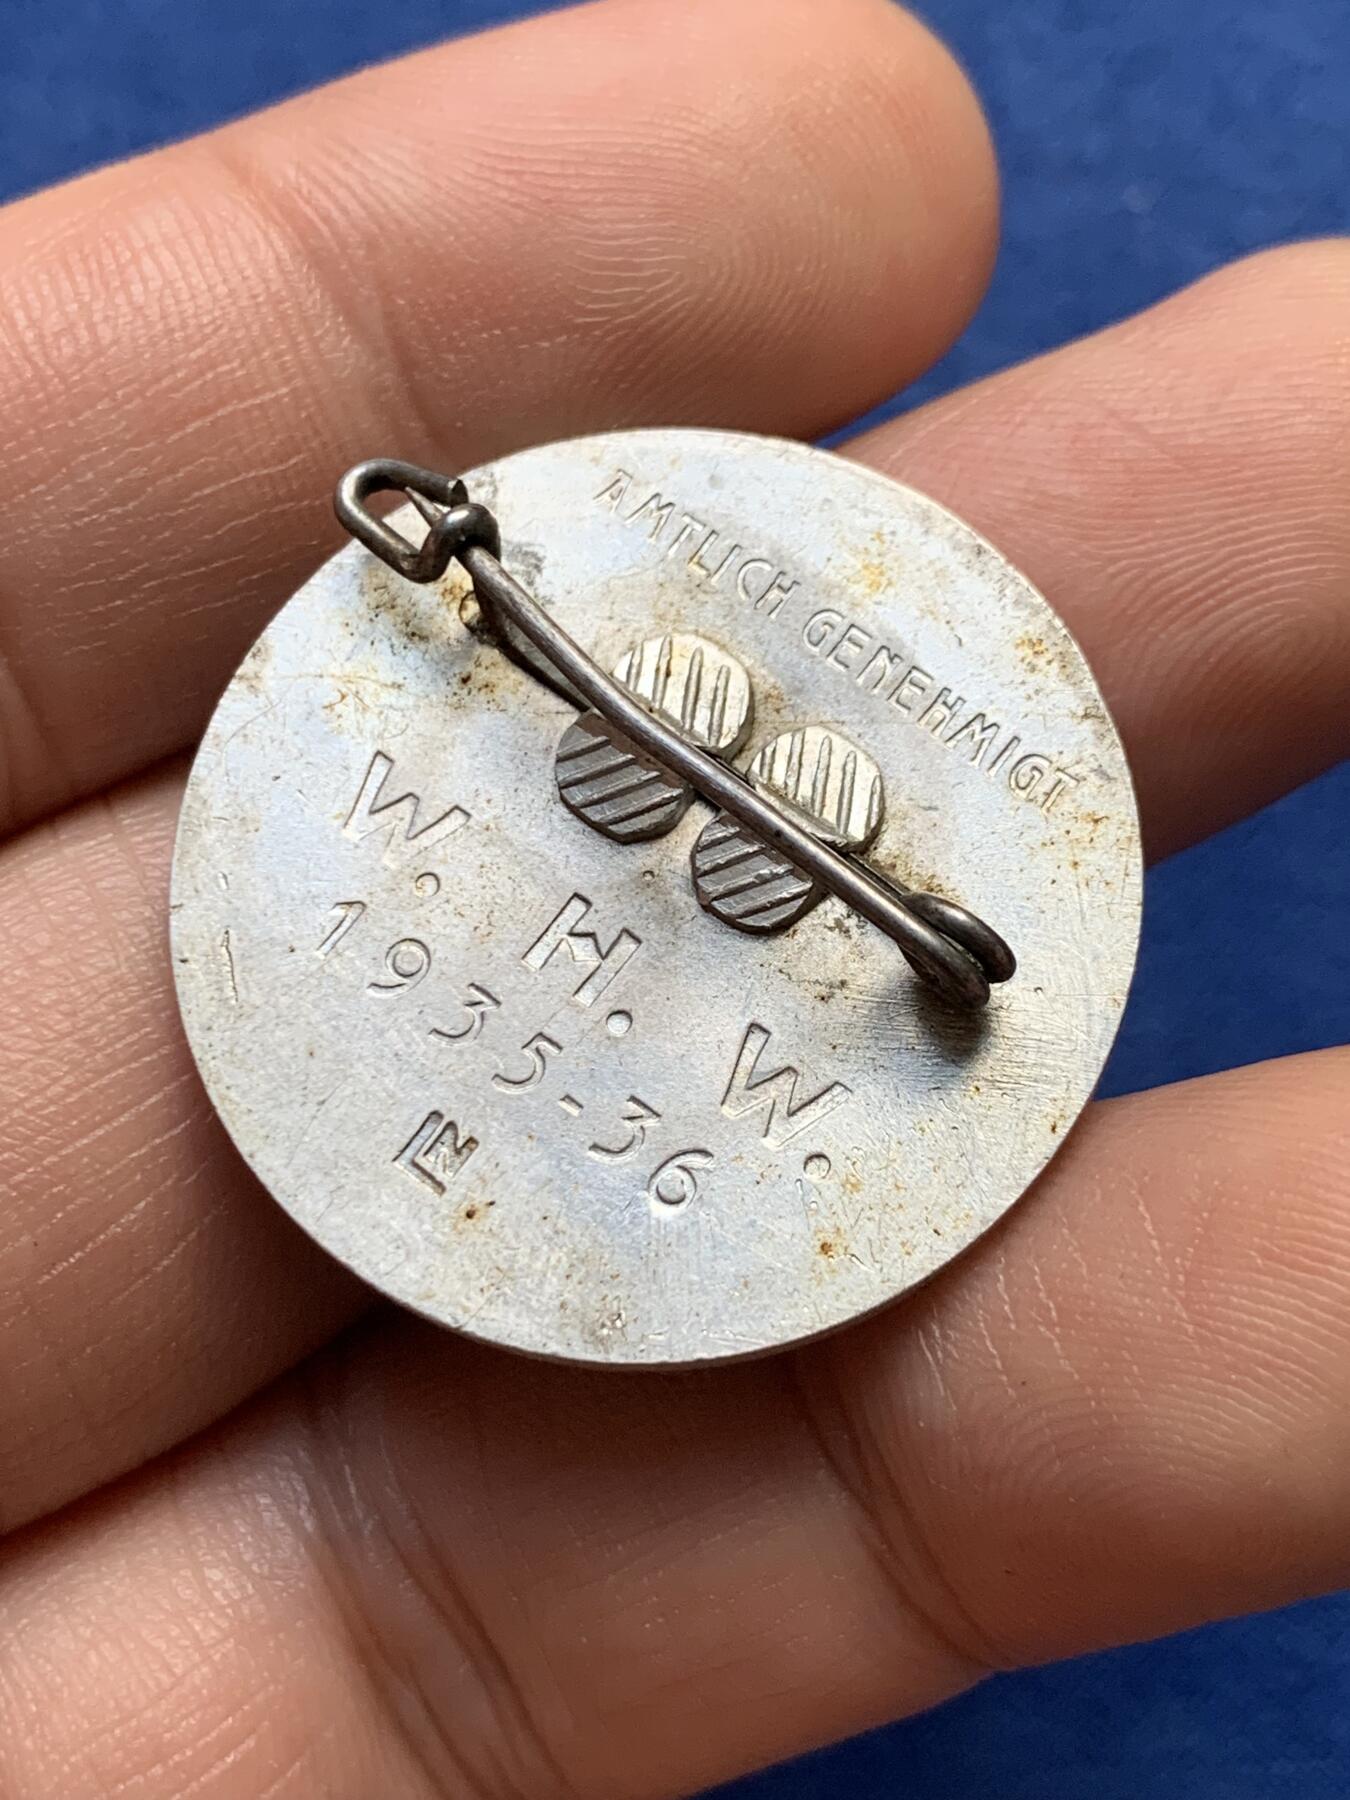 AMTLICH GENEHMIGT
W. H. W.
1935-36